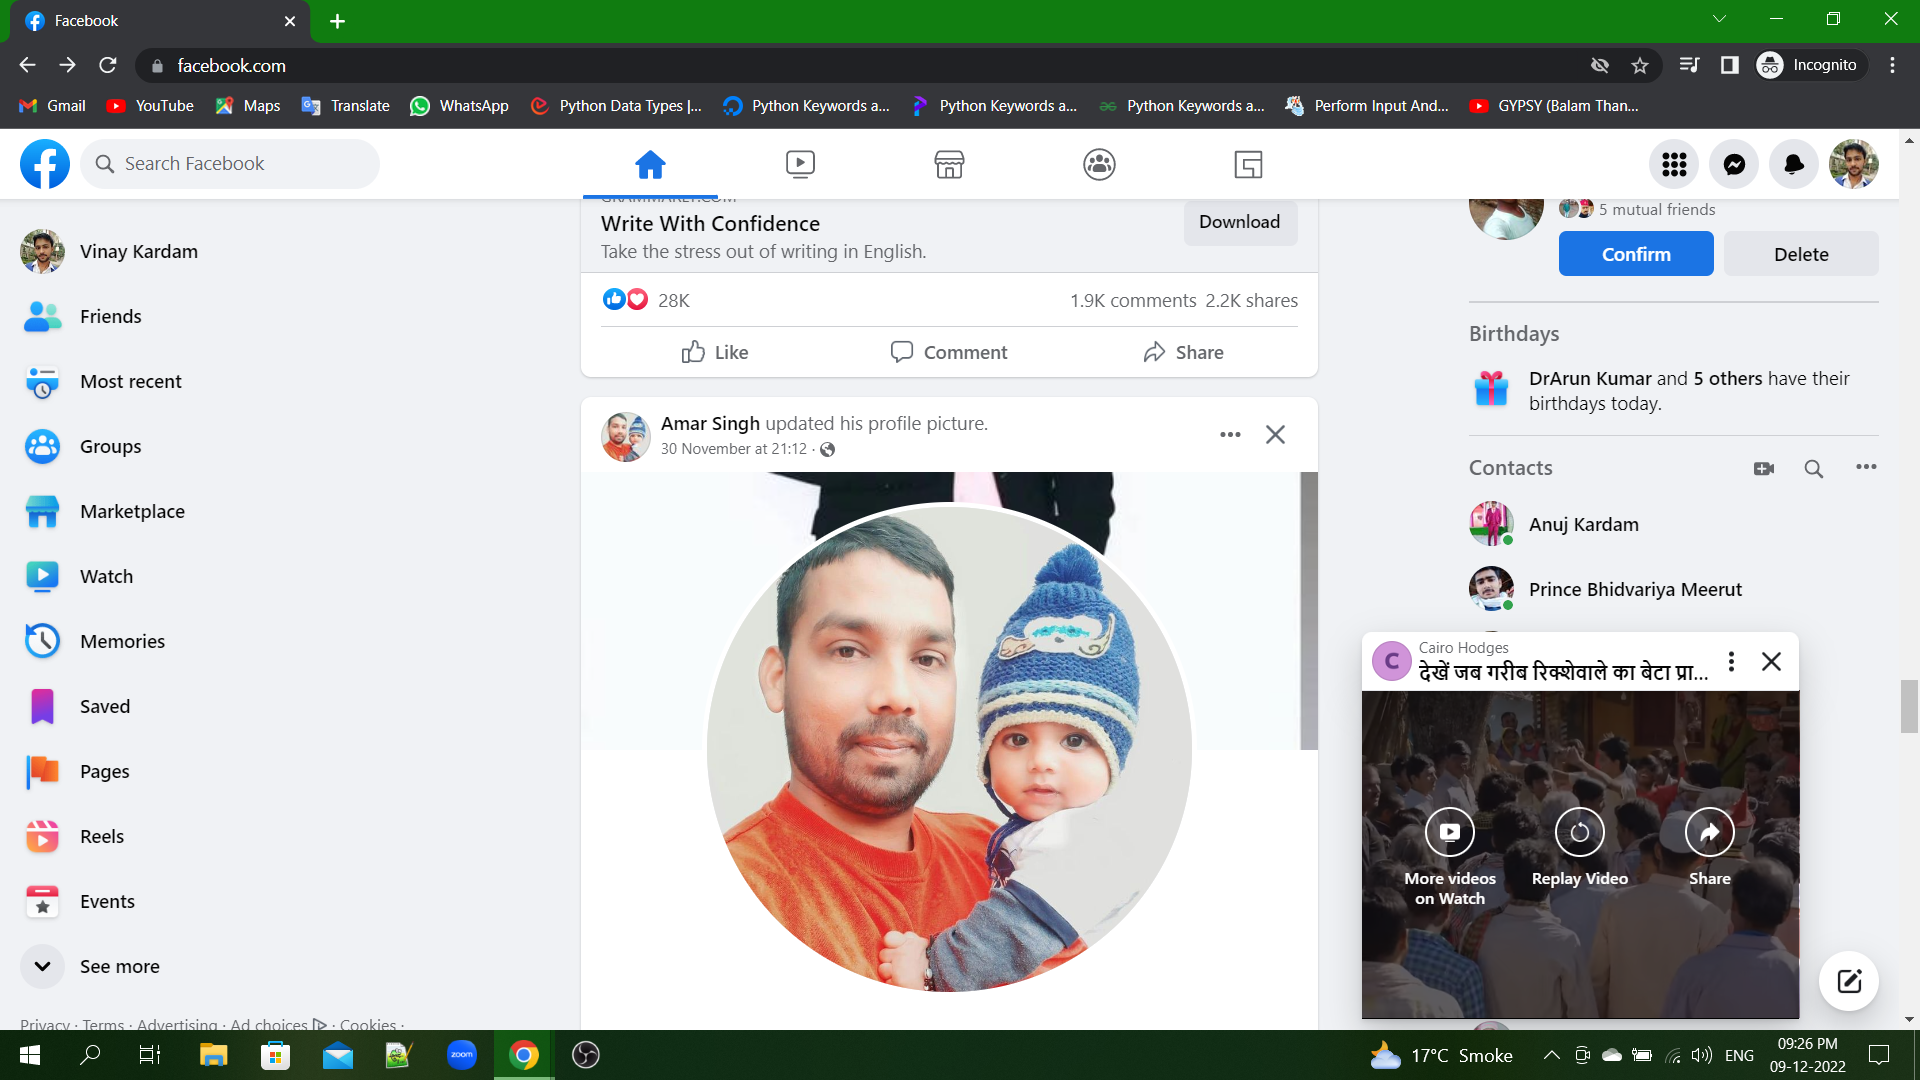 Facebook
facebook.com
Incognito
Gmail
YouTube
Maps
Translate
WhatsApp
Python Data Types |...
Python Keywords a...
Python Keywords a...
Python Keywords a...
Perform Input And...
GYPSY (Balam Than...
Search Facebook
Vinay Kardam
Friends
Most recent
Groups
Marketplace
Watch
Memories
Saved
Pages
Reels
Events
See more
Privacy · Terms · Advertising · Ad choices · Cookies ·
GRAMMARLY.COM
Write With Confidence
Take the stress out of writing in English.
Download
28K
1.9K comments 2.2K shares
Like
Comment
Share
Amar Singh updated his profile picture.
30 November at 21:12 ·
5 mutual friends
Confirm
Delete
Birthdays
DrArun Kumar and 5 others have their
birthdays today.
Contacts
Anuj Kardam
Prince Bhidvariya Meerut
C
Cairo Hodges
देखें जब गरीब रिक्शेवाले का बेटा प्रा...
More videos
on Watch
Replay Video
Share
zoom
17°C Smoke
ENG
09:26 PM
09-12-2022